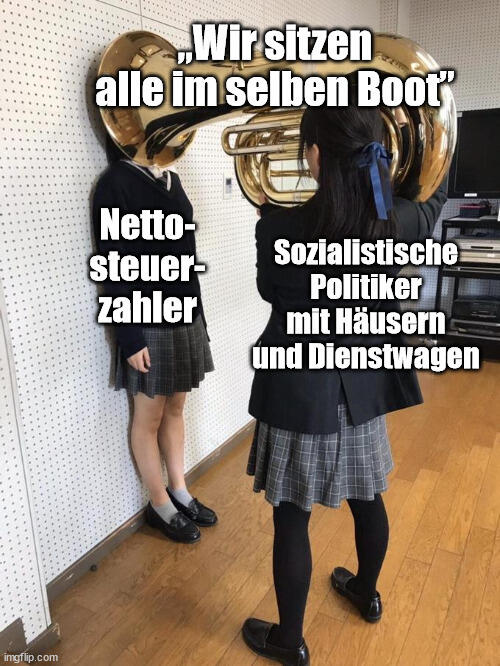 „Wir sitzen
alle im selben Boot”
Netto-
steuer-
zahler
Sozialistische
Politiker
mit Häusern
und Dienstwagen
imgflip.com